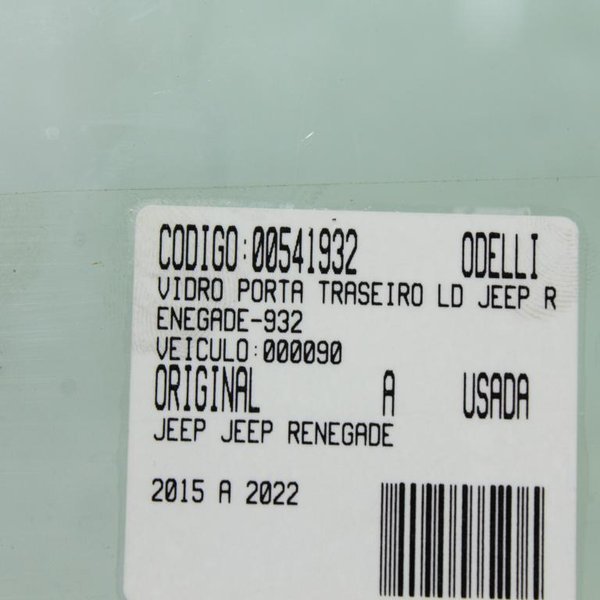 CODIGO:00541932 ODELLI
VIDRO PORTA TRASEIRO LD JEEP R
ENEGADE-932
VEICULO:000090
ORIGINAL A USADA
JEEP JEEP RENEGADE
2015 A 2022